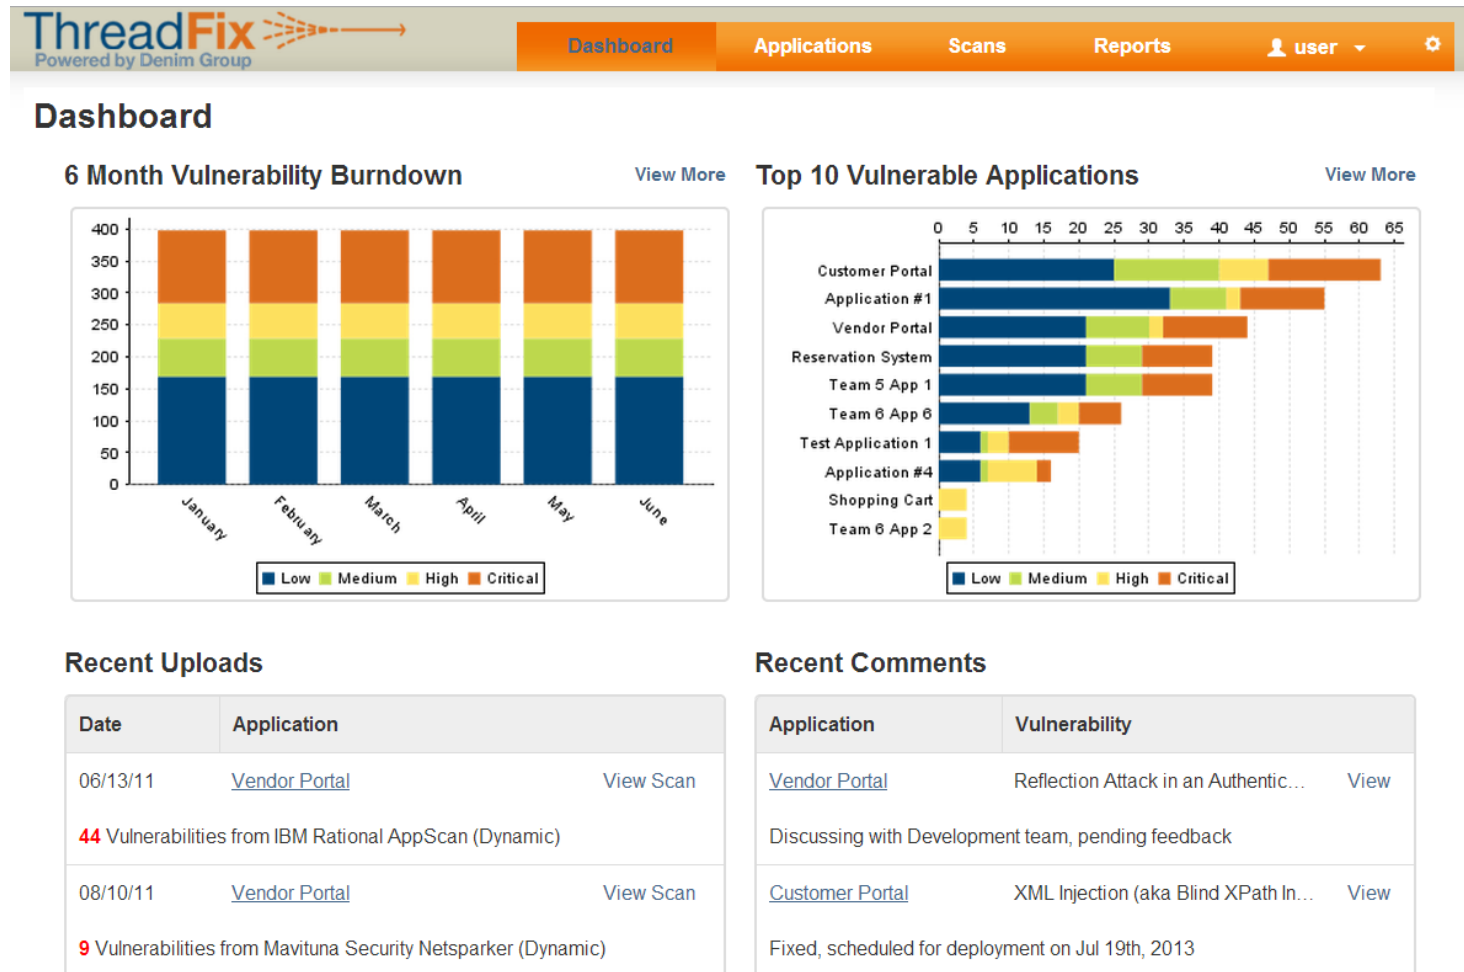 ThreadFix
Powered by Denim Group
Dashboard Applications Scans Reports user
Dashboard
6 Month Vulnerability Burndown View More
400
350
300
250
200
150
100
50
0
January February March April May June
Low Medium High Critical
Top 10 Vulnerable Applications View More
0 5 10 15 20 25 30 35 40 45 50 55 60 65
Customer Portal
Application #1
Vendor Portal
Reservation System
Team 5 App 1
Team 6 App 6
Test Application 1
Application #4
Shopping Cart
Team 6 App 2
Low Medium High Critical
Recent Uploads
Date Application
06/13/11 Vendor Portal View Scan
44 Vulnerabilities from IBM Rational AppScan (Dynamic)
08/10/11 Vendor Portal View Scan
9 Vulnerabilities from Mavituna Security Netsparker (Dynamic)
Recent Comments
Application Vulnerability
Vendor Portal Reflection Attack in an Authentic... View
Discussing with Development team, pending feedback
Customer Portal XML Injection (aka Blind XPath In... View
Fixed, scheduled for deployment on Jul 19th, 2013